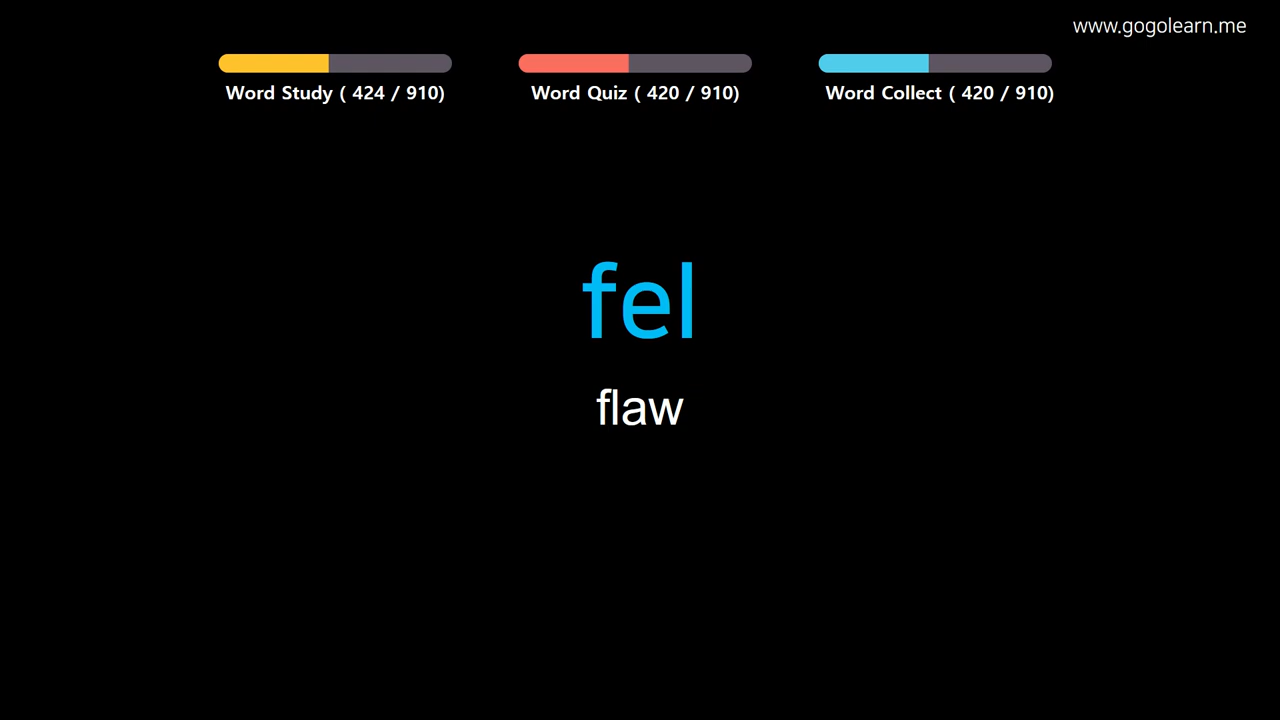 www.gogolearn.me
Word Study ( 424 / 910)
Word Quiz ( 420 / 910)
Word Collect ( 420 / 910)
fel
flaw